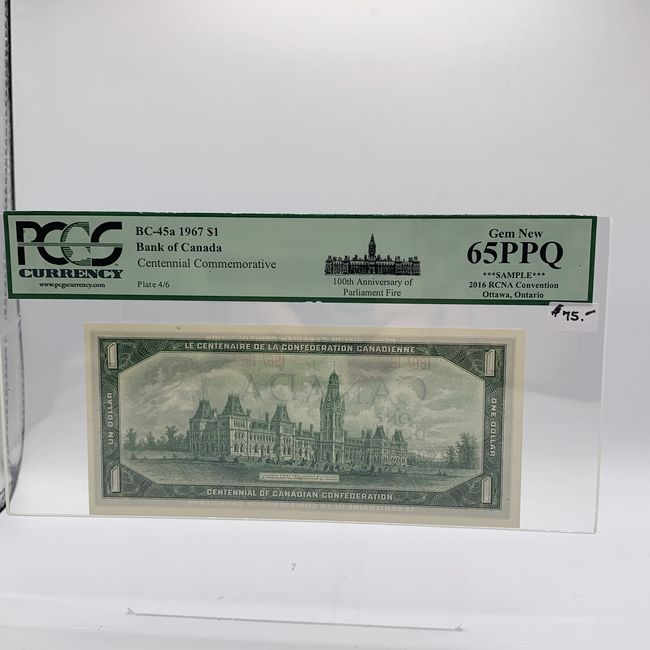 PCGS
CURRENCY
www.pcgscurrency.com
BC-45a 1967 $1
Bank of Canada
Centennial Commemorative
Plate 4/6
100th Anniversary of
Parliament Fire
Gem New
65PPQ
***SAMPLE***
2016 RCNA Convention
Ottawa, Ontario
$75.-
LE CENTENAIRE DE LA CONFEDERATION CANADIENNE
1
1
UN DOLLAR
ONE DOLLAR
CANADA
1
1
CENTENNIAL OF CANADIAN CONFEDERATION